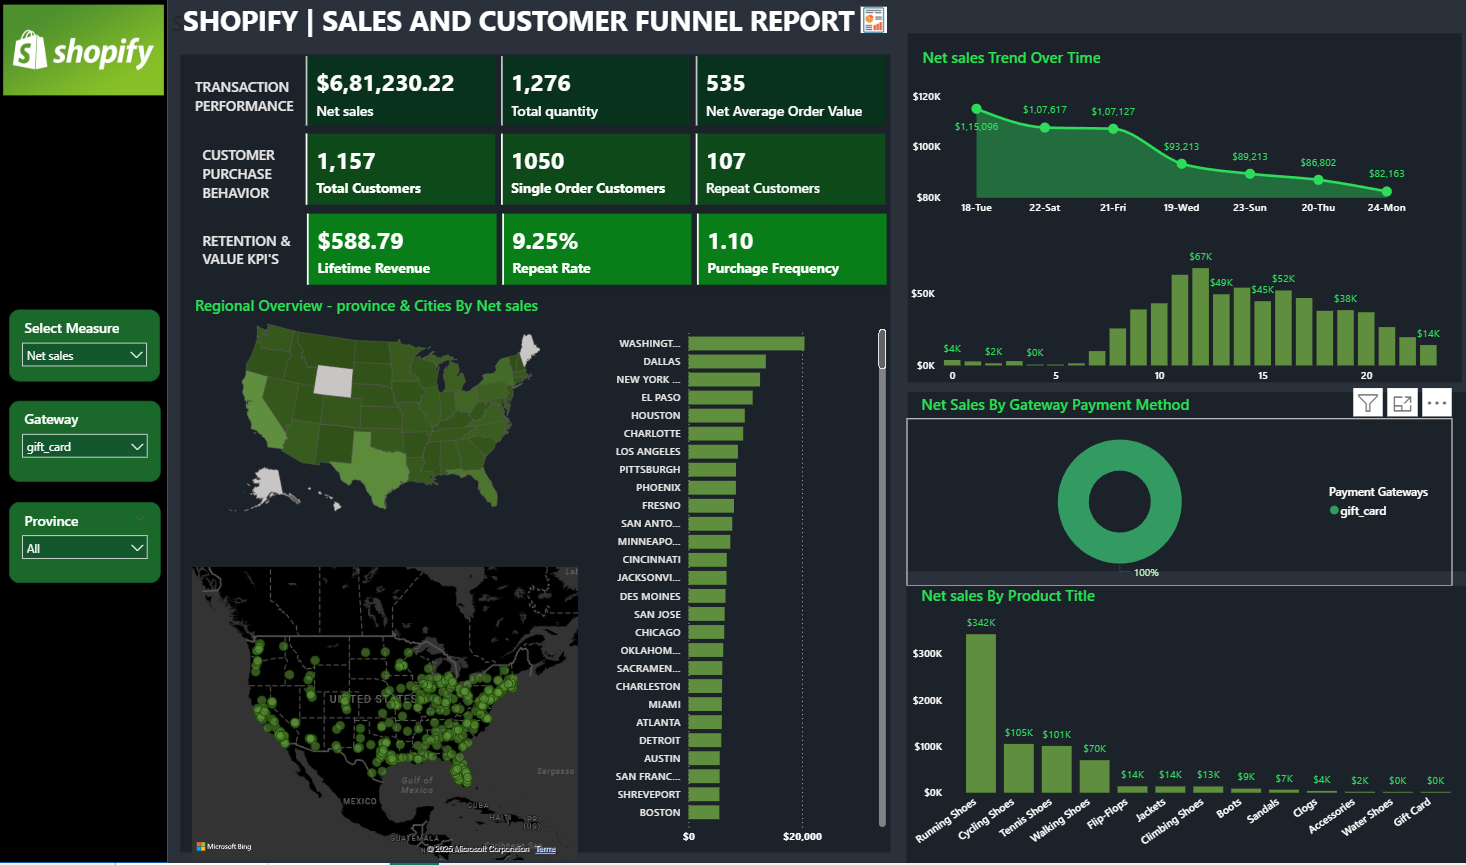 shopify
SHOPIFY | SALES AND CUSTOMER FUNNEL REPORT
TRANSACTION
PERFORMANCE
$6,81,230.22
Net sales
1,276
Total quantity
535
Net Average Order Value
CUSTOMER
PURCHASE
BEHAVIOR
1,157
Total Customers
1050
Single Order Customers
107
Repeat Customers
RETENTION &
VALUE KPI'S
$588.79
Lifetime Revenue
9.25%
Repeat Rate
1.10
Purchage Frequency
Select Measure
Net sales
Gateway
gift_card
Province
All
Regional Overview - province & Cities By Net sales
WASHINGT...
DALLAS
NEW YORK ...
EL PASO
HOUSTON
CHARLOTTE
LOS ANGELES
PITTSBURGH
PHOENIX
FRESNO
SAN ANTO...
MINNEAPO...
CINCINNATI
JACKSONVI...
DES MOINES
SAN JOSE
CHICAGO
OKLAHOM...
SACRAMEN...
CHARLESTON
MIAMI
ATLANTA
DETROIT
AUSTIN
SAN FRANC...
SHREVEPORT
BOSTON
$0 $20,000
UNITED STATES
Gulf of
Mexico
MEXICO
CUBA
HAITI
PR
(US)
GUATEMALA
Sargasso
Microsoft Bing
© 2025 Microsoft Corporation Terms
Net sales Trend Over Time
$120K
$100K
$80K
$1,15,096
$1,07,617
$1,07,127
$93,213
$89,213
$86,802
$82,163
18-Tue 22-Sat 21-Fri 19-Wed 23-Sun 20-Thu 24-Mon
$50K
$0K
$4K
$2K
$0K
$67K
$49K
$45K
$52K
$38K
$14K
0 5 10 15 20
Net Sales By Gateway Payment Method
100%
Payment Gateways
gift_card
Net sales By Product Title
$300K
$200K
$100K
$0K
$342K
$105K
$101K
$70K
$14K
$14K
$13K
$9K
$7K
$4K
$2K
$0K
$0K
Running Shoes
Cycling Shoes
Tennis Shoes
Walking Shoes
Flip-Flops
Jackets
Climbing Shoes
Boots
Sandals
Clogs
Accessories
Water Shoes
Gift Card